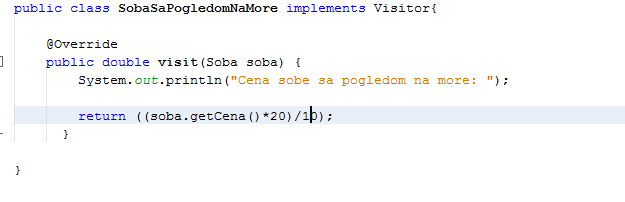 public class SobaSaPogledomNaMore implements Visitor{
@Override
public double visit(Soba soba) {
System.out.println("Cena sobe sa pogledom na more: ");
return ((soba.getCena()*20)/10);
}
}